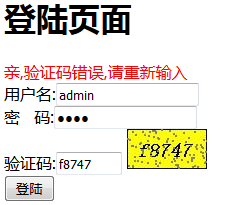 登陆页面
亲,验证码错误,请重新输入
用户名:admin
密　码:●●●●
f8747
验证码:f8747
登陆